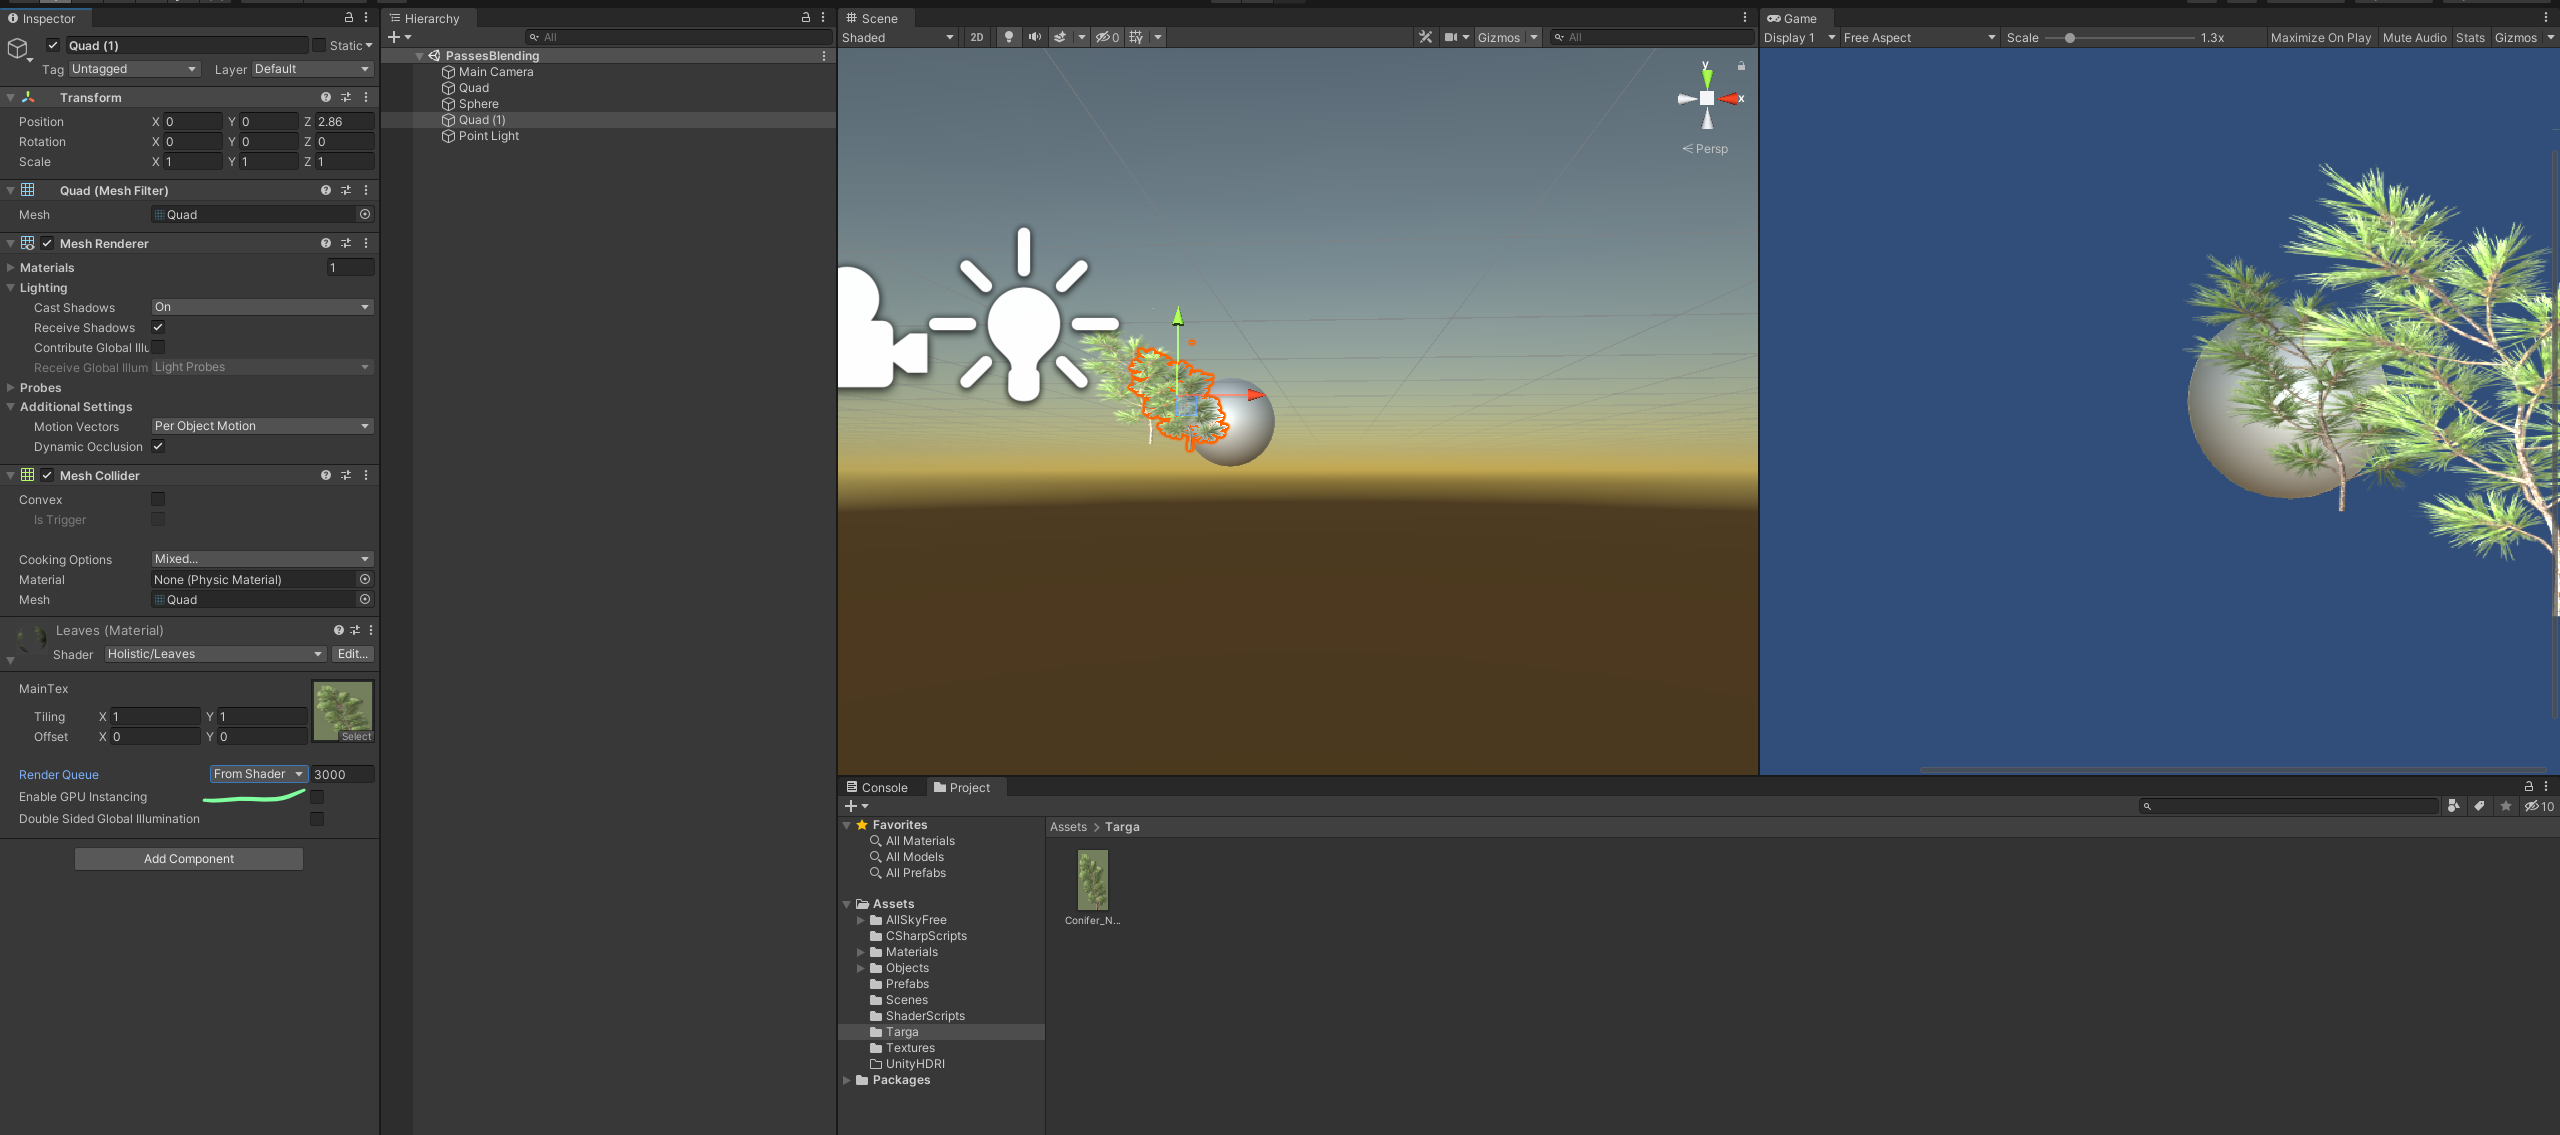 Inspector
Quad (1)
Static
Tag Untagged Layer Default
Transform
Position X 0 Y 0 Z 2.86
Rotation X 0 Y 0 Z 0
Scale X 1 Y 1 Z 1
Quad (Mesh Filter)
Mesh Quad
Mesh Renderer
Materials 1
Lighting
Cast Shadows On
Receive Shadows
Contribute Global Illu
Receive Global Illum Light Probes
Probes
Additional Settings
Motion Vectors Per Object Motion
Dynamic Occlusion
Mesh Collider
Convex
Is Trigger
Cooking Options Mixed...
Material None (Physic Material)
Mesh Quad
Leaves (Material)
Shader Holistic/Leaves Edit...
MainTex
Tiling X 1 Y 1
Offset X 0 Y 0
Select
Render Queue From Shader 3000
Enable GPU Instancing
Double Sided Global Illumination
Add Component
Hierarchy
All
PassesBlending
Main Camera
Quad
Sphere
Quad (1)
Point Light
Scene
Shaded 2D 0 Gizmos All
y
x
Persp
Game
Display 1 Free Aspect Scale 1.3x Maximize On Play Mute Audio Stats Gizmos
Console Project
10
Favorites
All Materials
All Models
All Prefabs
Assets
AllSkyFree
CSharpScripts
Materials
Objects
Prefabs
Scenes
ShaderScripts
Targa
Textures
UnityHDRI
Packages
Assets > Targa
Conifer_N...